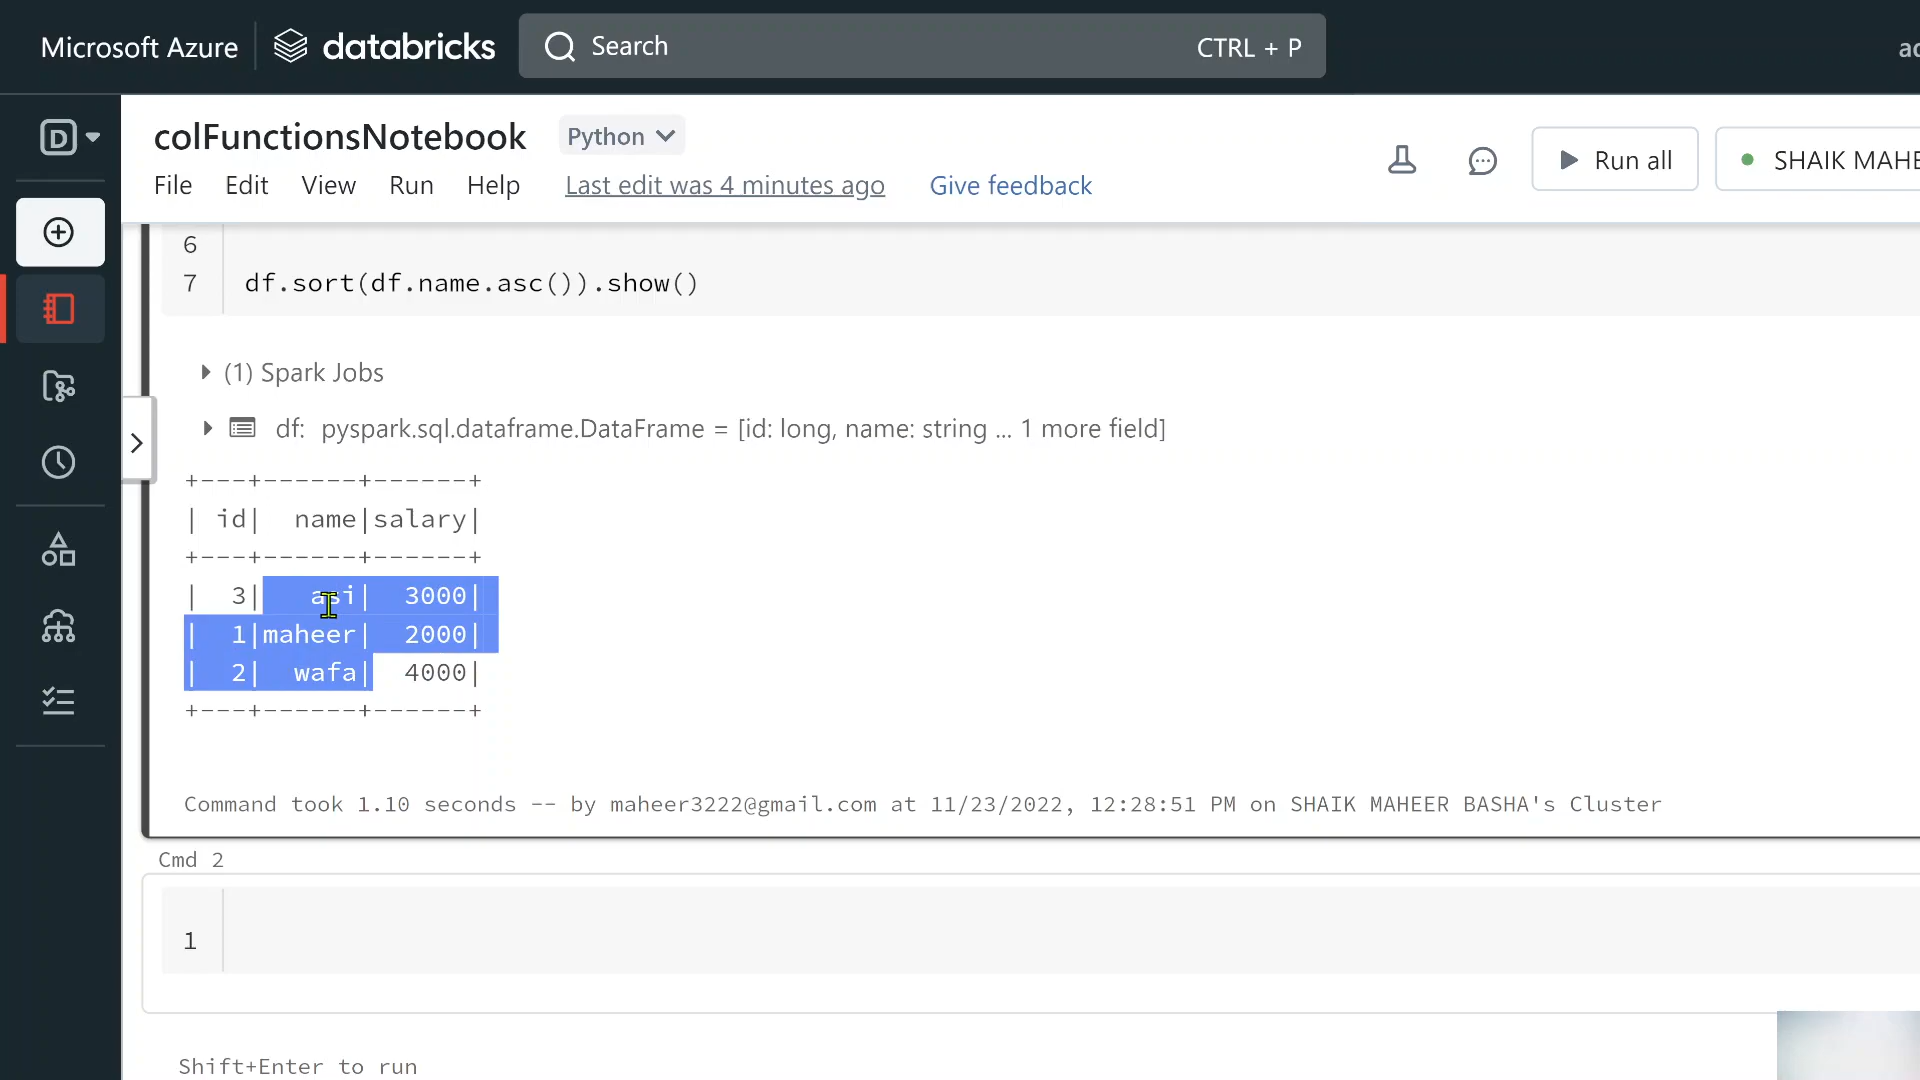 Microsoft Azure databricks Search CTRL + P
D colFunctionsNotebook Python
File Edit View Run Help Last edit was 4 minutes ago Give feedback Run all SHAIK MAHE
6
7 df.sort(df.name.asc()).show()
(1) Spark Jobs
df: pyspark.sql.dataframe.DataFrame = [id: long, name: string ... 1 more field]
+---+------+------+
| id|  name|salary|
+---+------+------+
|  3|   asi|  3000|
|  1|maheer|  2000|
|  2|  wafa|  4000|
+---+------+------+
Command took 1.10 seconds -- by maheer3222@gmail.com at 11/23/2022, 12:28:51 PM on SHAIK MAHEER BASHA's Cluster
Cmd 2
1
Shift+Enter to run